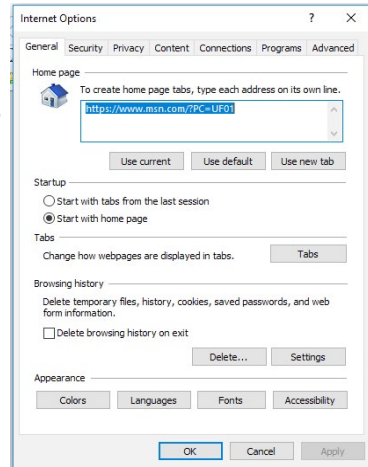 Internet Options ? X
General Security Privacy Content Connections Programs Advanced
Home page
To create home page tabs, type each address on its own line.
https://www.msn.com/?PC=UF01
Use current Use default Use new tab
Startup
Start with tabs from the last session
Start with home page
Tabs
Change how webpages are displayed in tabs. Tabs
Browsing history
Delete temporary files, history, cookies, saved passwords, and web
form information.
Delete browsing history on exit
Delete... Settings
Appearance
Colors Languages Fonts Accessibility
OK Cancel Apply